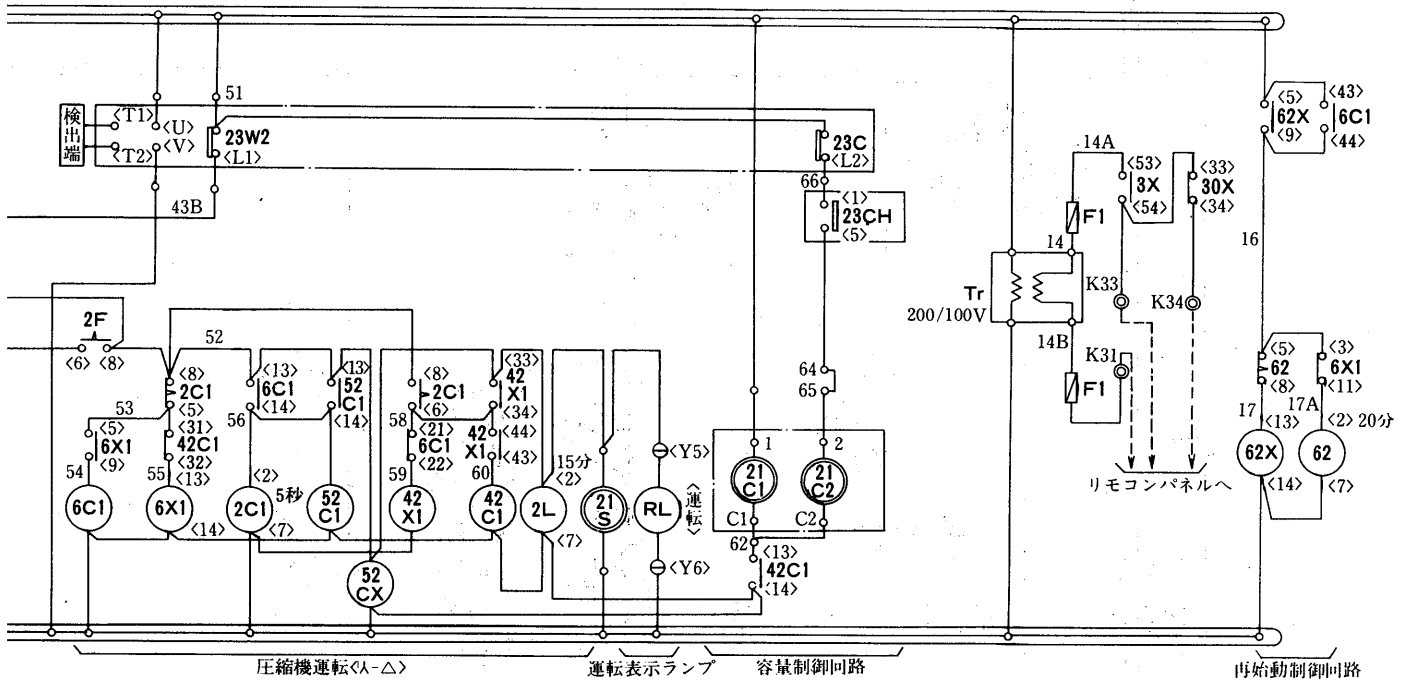 51
検出端
<T1>
<U>
<T2>
<V>
23W2
<L1>
23C
<L2>
43B
66
<1>
23CH
<5>
14A
F1
<53>
3X
<54>
<33>
30X
<34>
<5>
62X
<9>
<43>
6C1
<44>
16
14
Tr
200/100V
14B
F1
K33
K34
K31
リモコンパネルへ
2F
<6>
<8>
52
<8>
2C1
<5>
53
<5>
6X1
<9>
54
<31>
42C1
<32>
55
<13>
<13>
6C1
<14>
56
<13>
52
C1
<14>
<8>
2C1
<6>
58
<21>
6C1
<22>
59
<33>
42
X1
<34>
42
X1
<44>
<43>
60
64
65
6C1
6X1
<14>
<2>
2C1
<7>
5秒
52
C1
42
X1
42
C1
15分
<2>
2L
<7>
21
S
<Y5>
RL
<運転>
<Y6>
52
CX
1
21
C1
C1
2
21
C2
C2
62
<13>
42C1
<14>
<5>
62
<8>
<3>
6X1
<11>
17
17A
<13>
62X
<14>
<2>
20分
62
<7>
圧縮機運転<人-△>
運転表示ランプ
容量制御回路
再始動制御回路